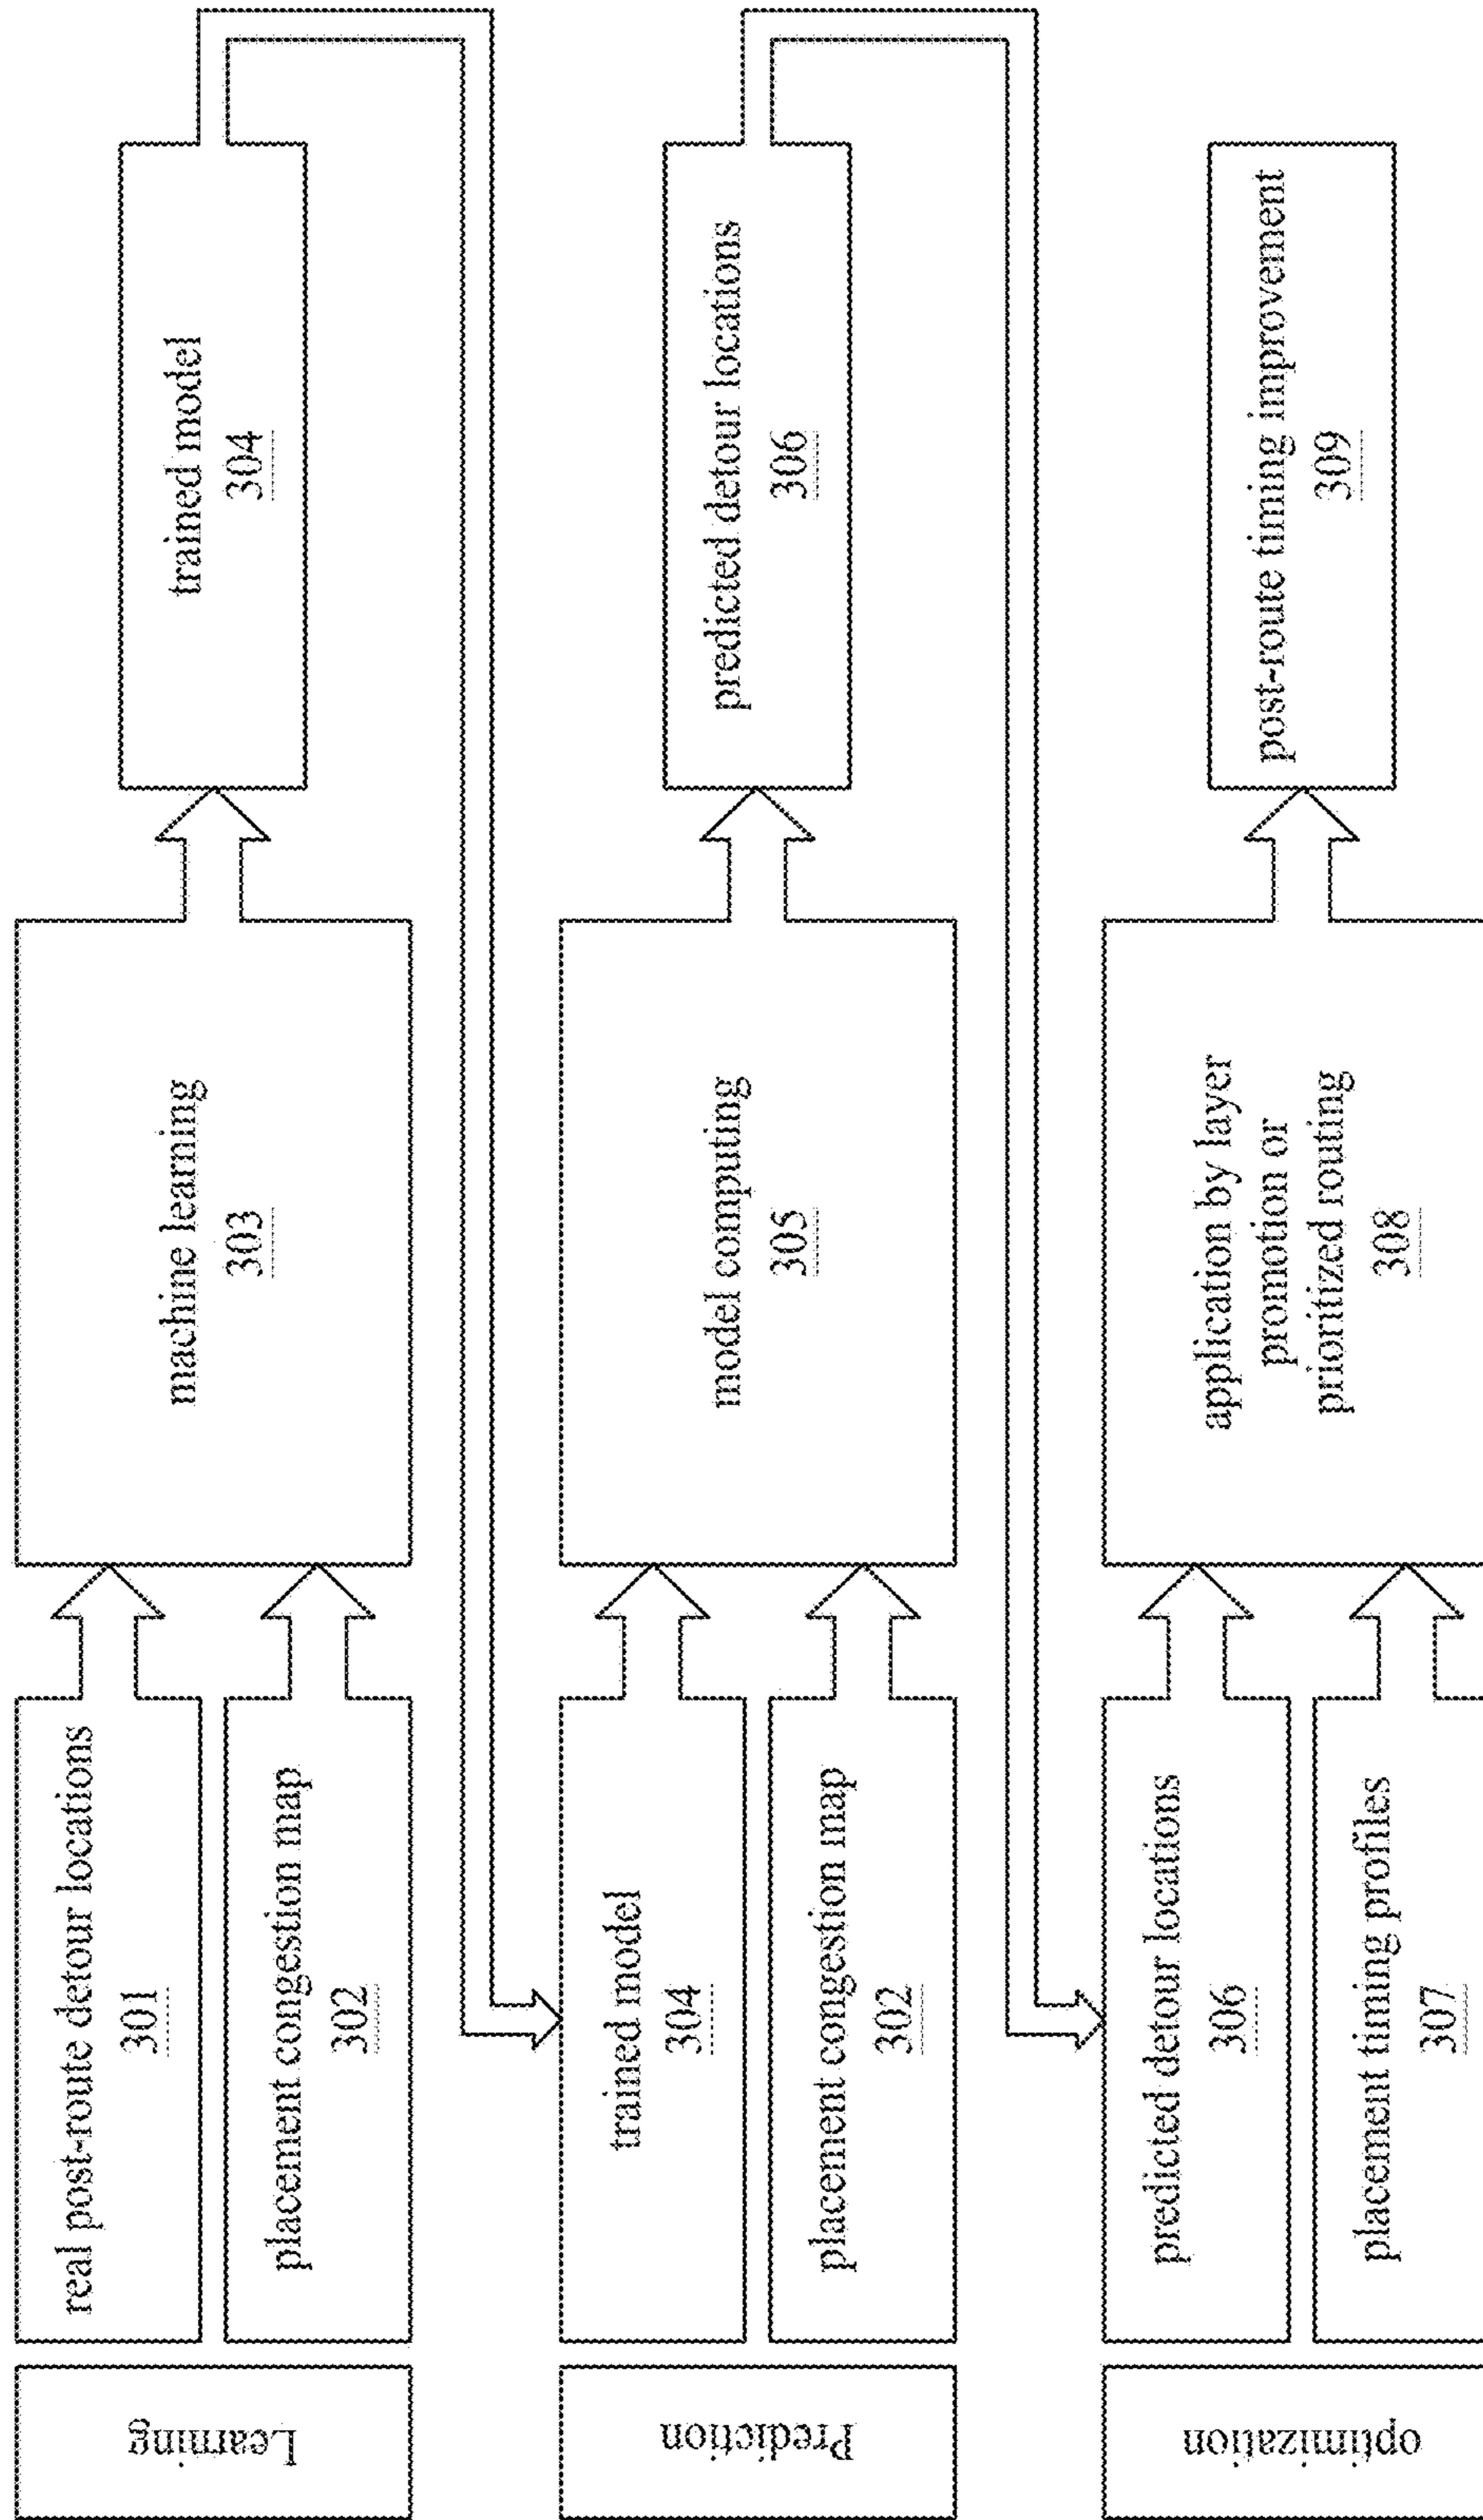 Learning
real post-route detour locations
301
placement congestion map
302
machine learning
303
trained model
304
Prediction
trained model
304
placement congestion map
302
model computing
305
predicted detour locations
306
optimization
predicted detour locations
306
placement timing profiles
307
application by layer
promotion or
prioritized routing
308
post-route timing improvement
309